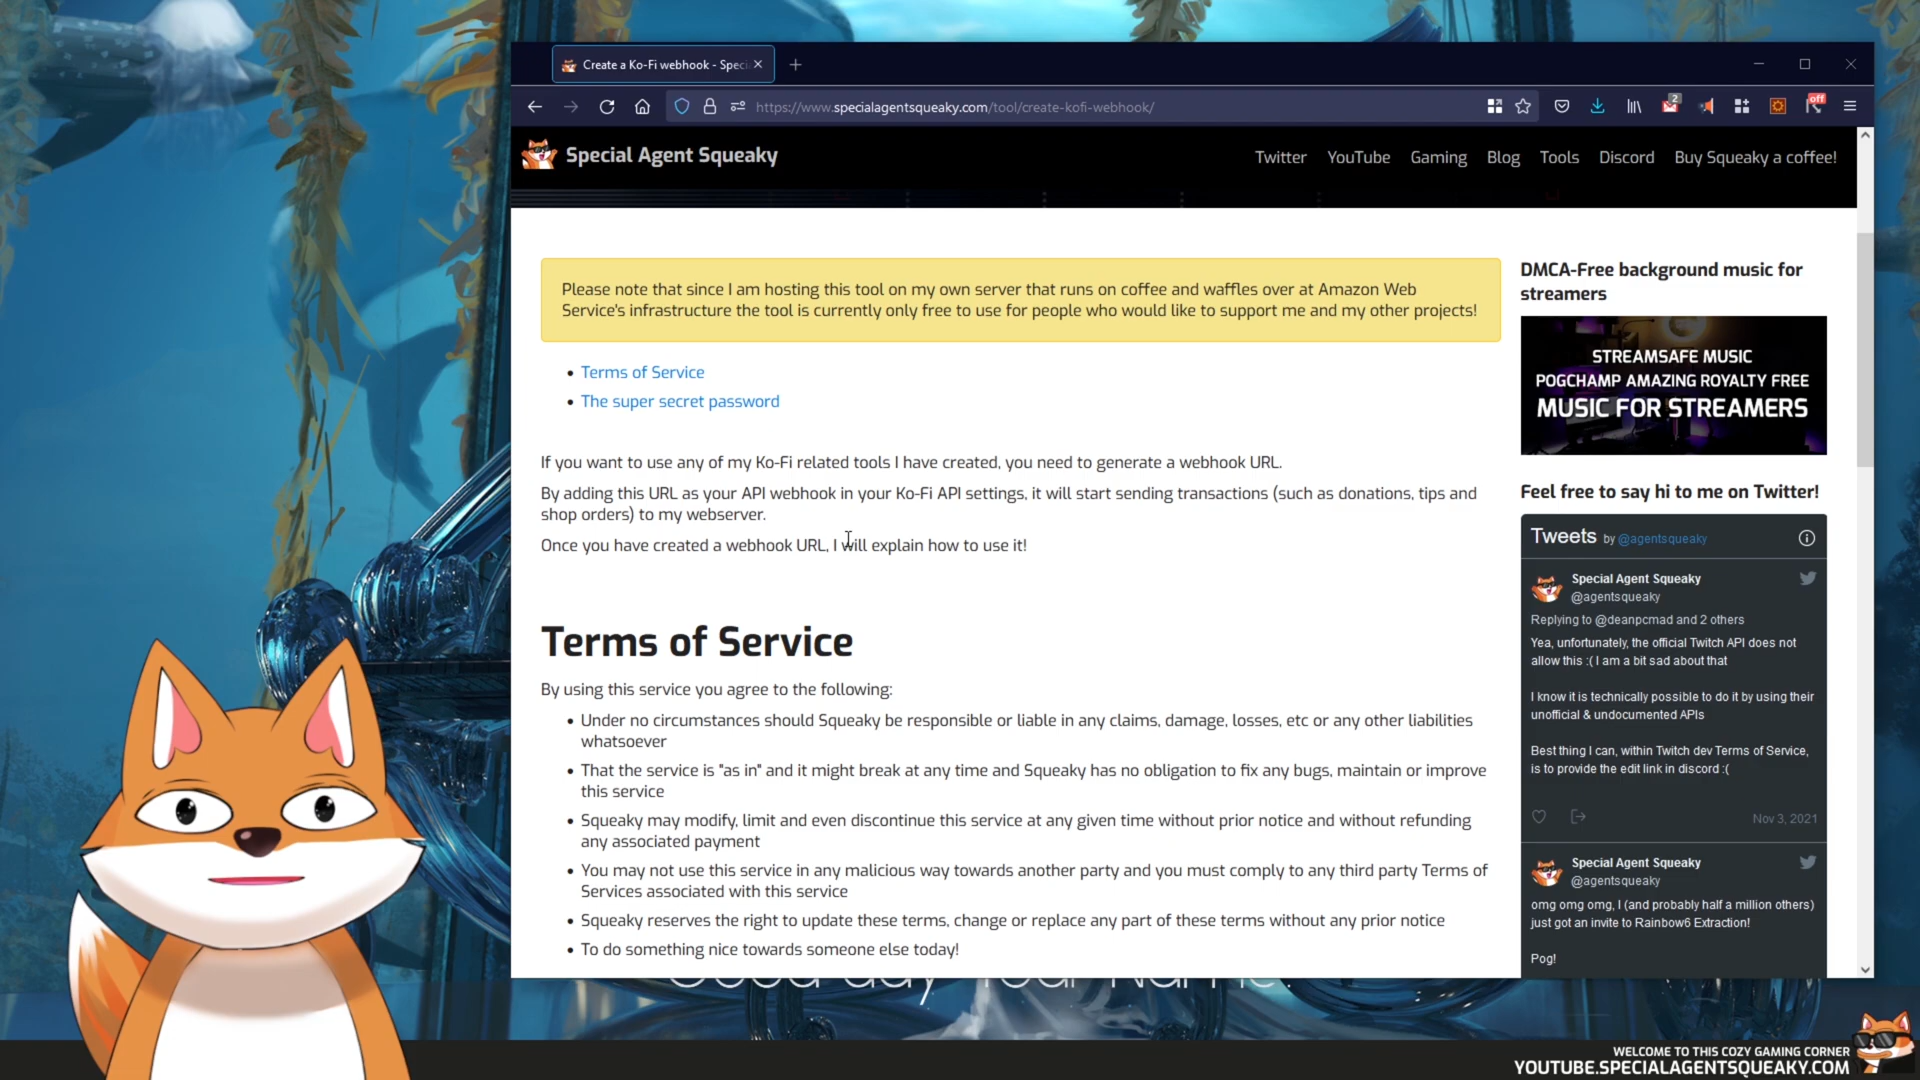 Create a Ko-Fi webhook - Speci
https://www.specialagentsqueaky.com/tool/create-kofi-webhook/
2
off
Special Agent Squeaky
Twitter
YouTube
Gaming
Blog
Tools
Discord
Buy Squeaky a coffee!
Please note that since I am hosting this tool on my own server that runs on coffee and waffles over at Amazon Web
Service's infrastructure the tool is currently only free to use for people who would like to support me and my other projects!
• Terms of Service
• The super secret password
If you want to use any of my Ko-Fi related tools I have created, you need to generate a webhook URL.
By adding this URL as your API webhook in your Ko-Fi API settings, it will start sending transactions (such as donations, tips and
shop orders) to my webserver.
Once you have created a webhook URL, I will explain how to use it!
Terms of Service
By using this service you agree to the following:
• Under no circumstances should Squeaky be responsible or liable in any claims, damage, losses, etc or any other liabilities
whatsoever
• That the service is "as in" and it might break at any time and Squeaky has no obligation to fix any bugs, maintain or improve
this service
• Squeaky may modify, limit and even discontinue this service at any given time without prior notice and without refunding
any associated payment
• You may not use this service in any malicious way towards another party and you must comply to any third party Terms of
Services associated with this service
• Squeaky reserves the right to update these terms, change or replace any part of these terms without any prior notice
• To do something nice towards someone else today!
DMCA-Free background music for
streamers
STREAMSAFE MUSIC
POGCHAMP AMAZING ROYALTY FREE
MUSIC FOR STREAMERS
Feel free to say hi to me on Twitter!
Tweets by @agentsqueaky
Special Agent Squeaky
@agentsqueaky
Replying to @deanpcmad and 2 others
Yea, unfortunately, the official Twitch API does not
allow this :( I am a bit sad about that
I know it is technically possible to do it by using their
unofficial & undocumented APIs
Best thing I can, within Twitch dev Terms of Service,
is to provide the edit link in discord :(
Nov 3, 2021
Special Agent Squeaky
@agentsqueaky
omg omg omg, I (and probably half a million others)
just got an invite to Rainbow6 Extraction!
Pog!
Good day Your Name.
WELCOME TO THIS COZY GAMING CORNER
YOUTUBE.SPECIALAGENTSQUEAKY.COM